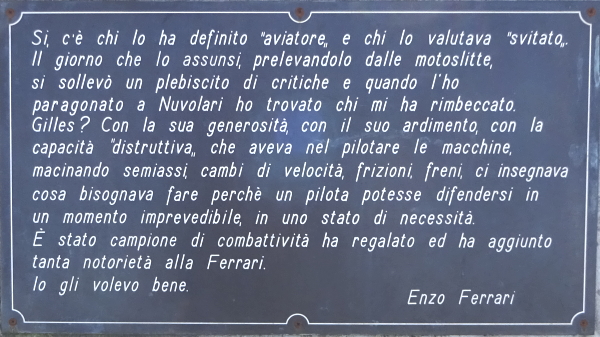 Si, c'è chi lo ha definito "aviatore„ e chi lo valutava "svitato„.
Il giorno che lo assunsi, prelevandolo dalle motoslitte,
si sollevò un plebiscito di critiche e quando l'ho
paragonato a Nuvolari ho trovato chi mi ha rimbeccato.
Gilles? Con la sua generosità, con il suo ardimento, con la
capacità "distruttiva„ che aveva nel pilotare le macchine,
macinando semiassi, cambi di velocità, frizioni, freni, ci insegnava
cosa bisognava fare perchè un pilota potesse difendersi in
un momento imprevedibile, in uno stato di necessità.
È stato campione di combattività ha regalato ed ha aggiunto
tanta notorietà alla Ferrari.
Io gli volevo bene.
Enzo Ferrari